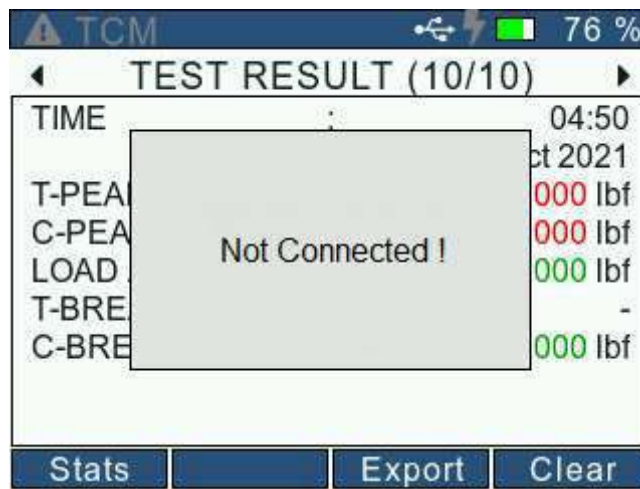 TCM 76 %
TEST RESULT (10/10)
TIME : 04:50
ct 2021
T-PEA 000 lbf
C-PEA 000 lbf
Not Connected !
LOAD 000 lbf
T-BRE -
C-BRE 000 lbf
Stats Export Clear